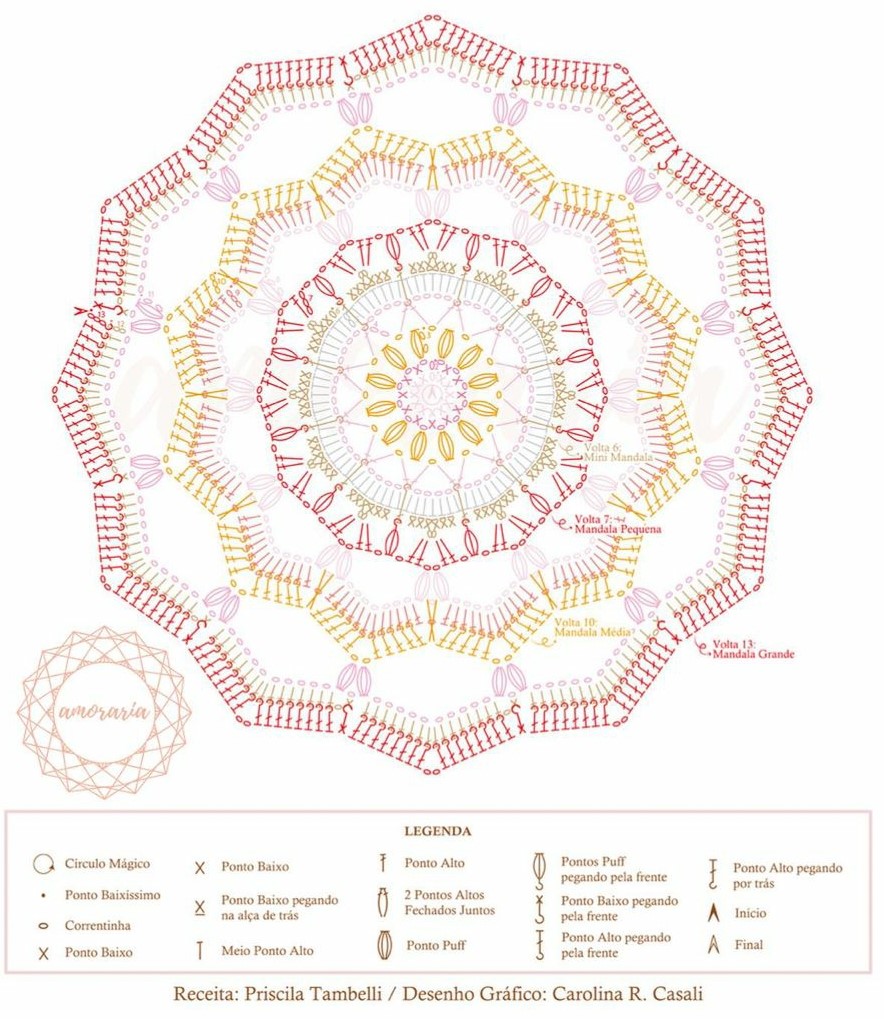 Volta 6:
Mini Mandala
Volta 7:
Mandala Pequena
Volta 10:
Mandala Média
Volta 13:
Mandala Grande
amoraria
LEGENDA
Círculo Mágico
Ponto Baixíssimo
Correntinha
Ponto Baixo
Ponto Baixo
Ponto Baixo pegando
na alça de trás
Meio Ponto Alto
Ponto Alto
2 Pontos Altos
Fechados Juntos
Ponto Puff
Pontos Puff
pegando pela frente
Ponto Baixo pegando
pela frente
Ponto Alto pegando
pela frente
Ponto Alto pegando
por trás
Início
Final
Receita: Priscila Tambelli / Desenho Gráfico: Carolina R. Casali